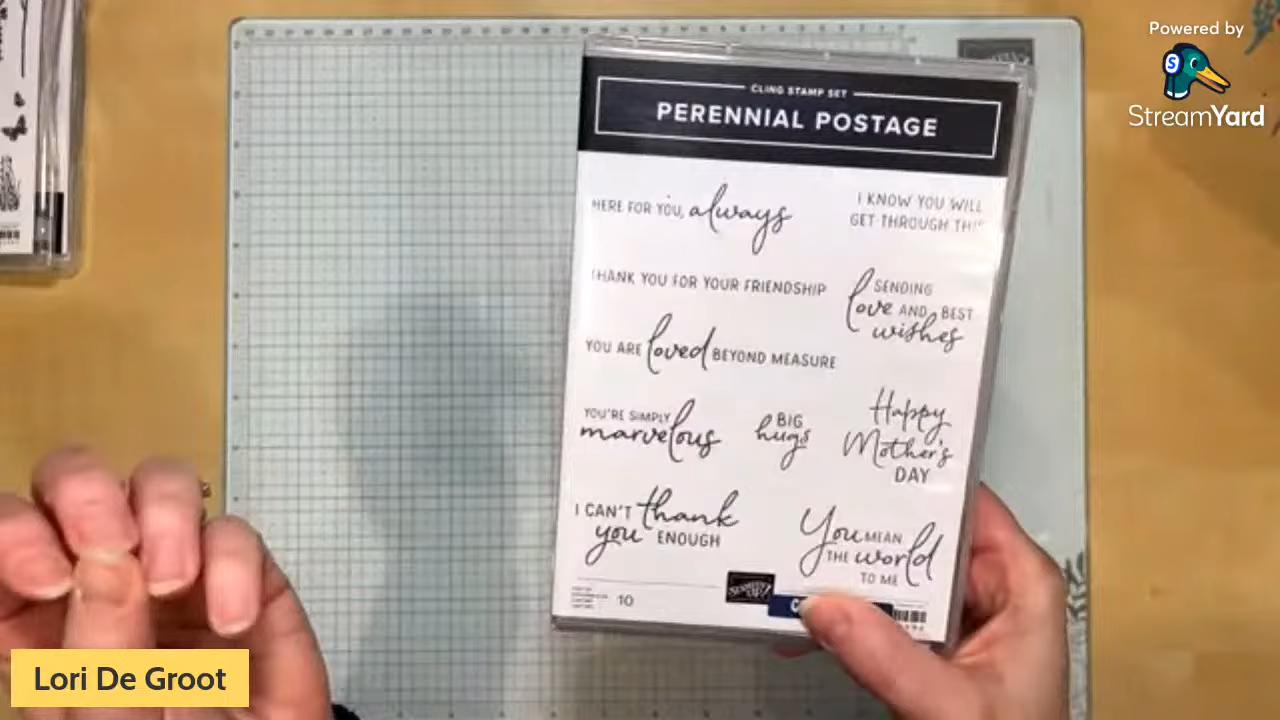 Powered by
S
StreamYard
CLING STAMP SET
PERENNIAL POSTAGE
HERE FOR YOU, always
I KNOW YOU WILL
GET THROUGH THIS
THANK YOU FOR YOUR FRIENDSHIP
SENDING
love AND BEST
wishes
YOU ARE loved BEYOND MEASURE
YOU'RE SIMPLY
marvelous
BIG
hugs
Happy
Mother's
DAY
I CAN'T thank
you ENOUGH
You MEAN
THE world
TO ME
STAMPIN' UP!
10
Lori De Groot